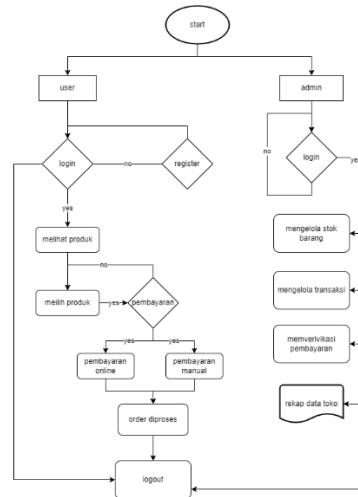 start
user
admin
login
no
register
no
login
yes
yes
melihat produk
mengelola stok
barang
no
melih produk
yes
pembayaran
mengelola transaksi
yes
yes
pembayaran
online
pembayaran
manual
memverivikasi
pembayaran
order diproses
rekap data toko
logout